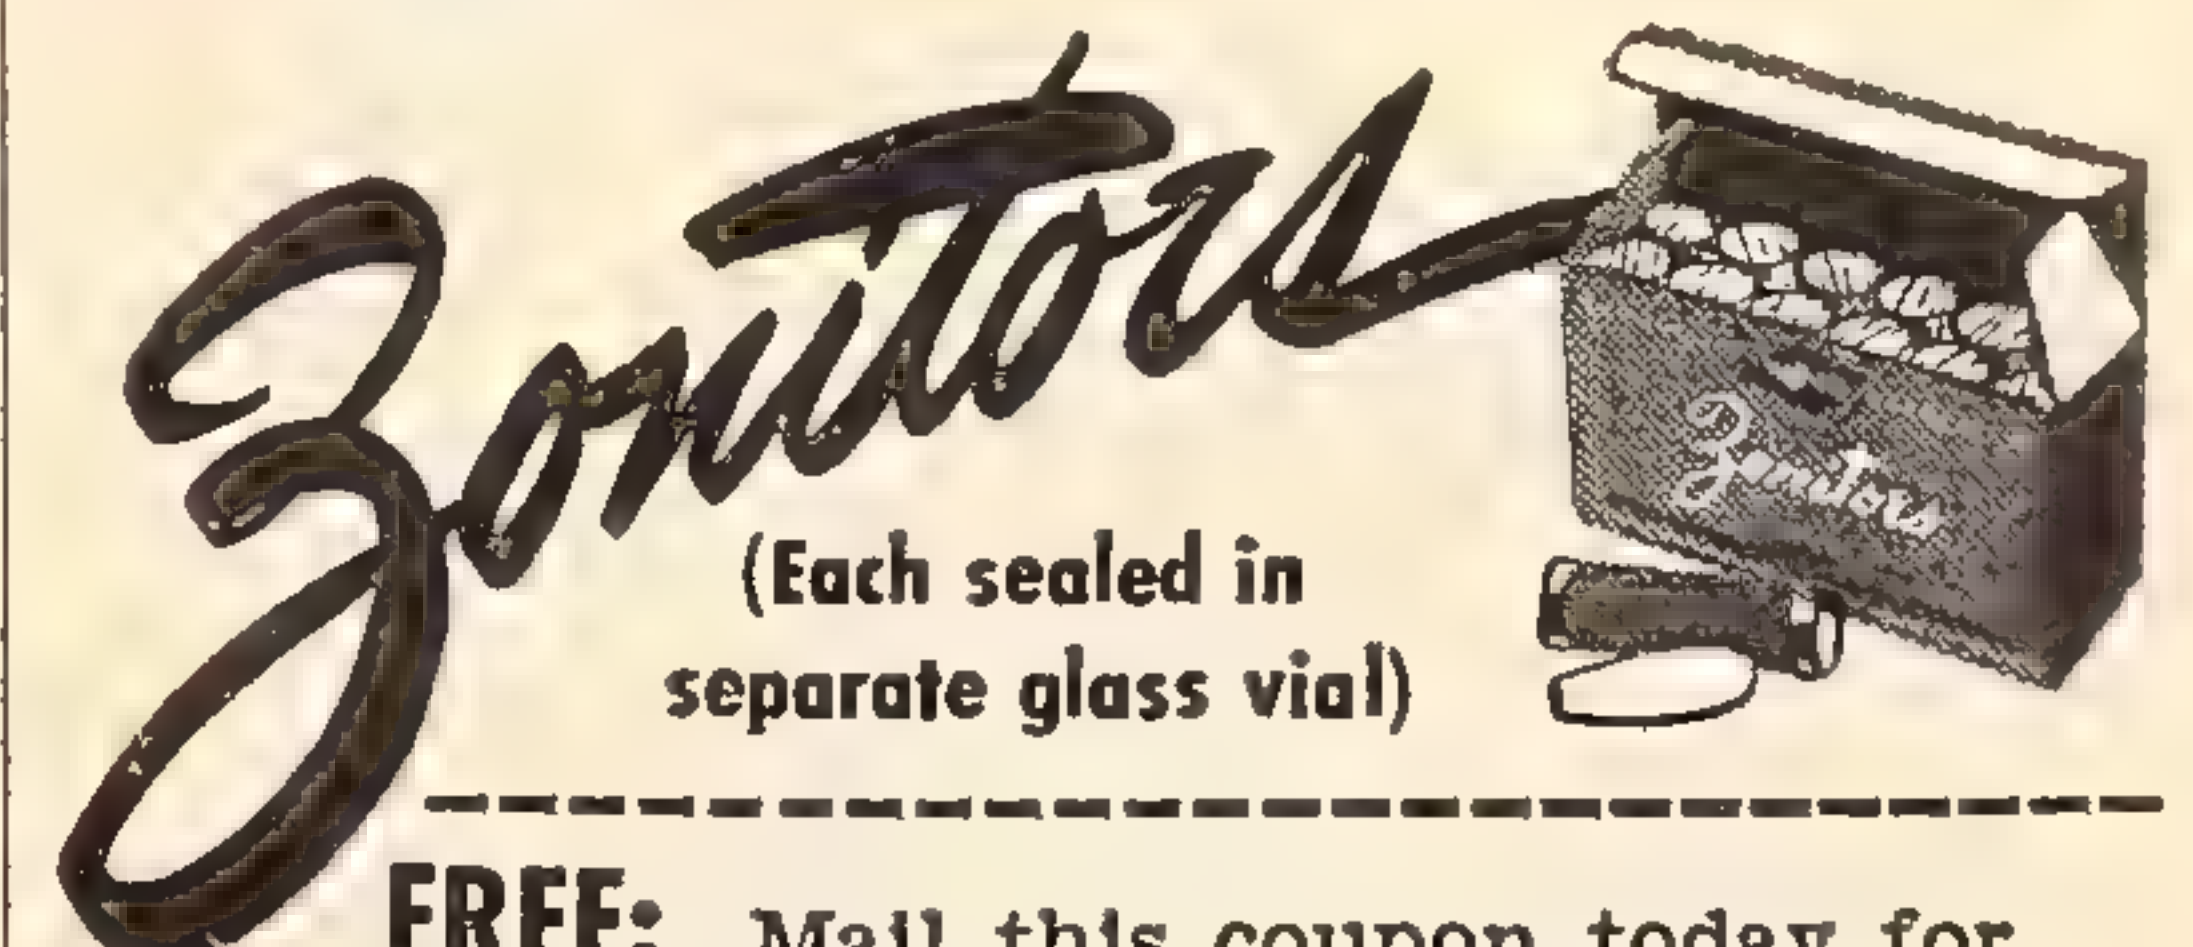 Zonitors
Zonitors
(Each sealed in
separate glass vial)
FREE: Mail this coupon today for